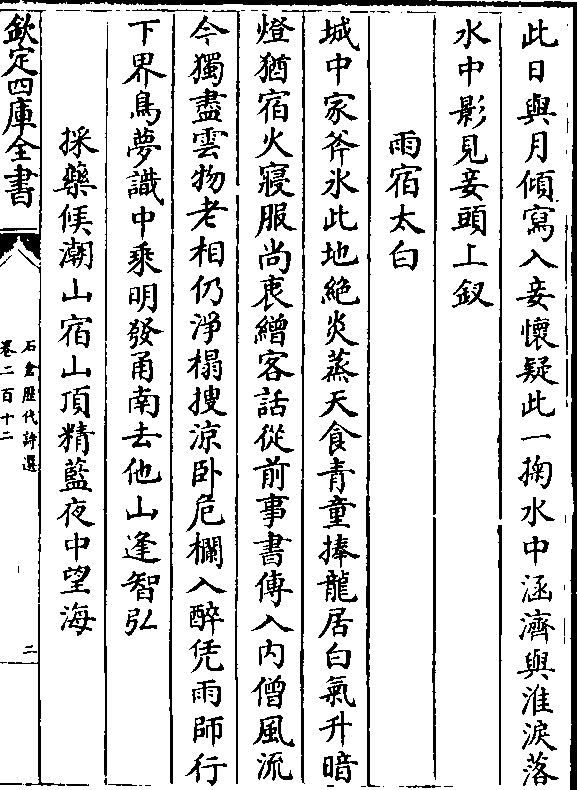 此日與月傾寫入妾懷疑此一掬水中涵濟與淮淚落
水中影見妾頭上釵
雨宿太白
城中家斧氷此地絶炎蒸天食青童捧龍居白氣升暗
燈猶宿火寢服尚衷繒客話從前事書傳入内僧風流
今獨盡雲物老相仍淨榻搜涼卧危欄入醉凭雨師行
下界鳥夢識中乘明發甬南去他山逢智弘
採藥候潮山宿山頂精藍夜中望海
欽定四庫全書
石倉歷代詩選
卷二百十二
二